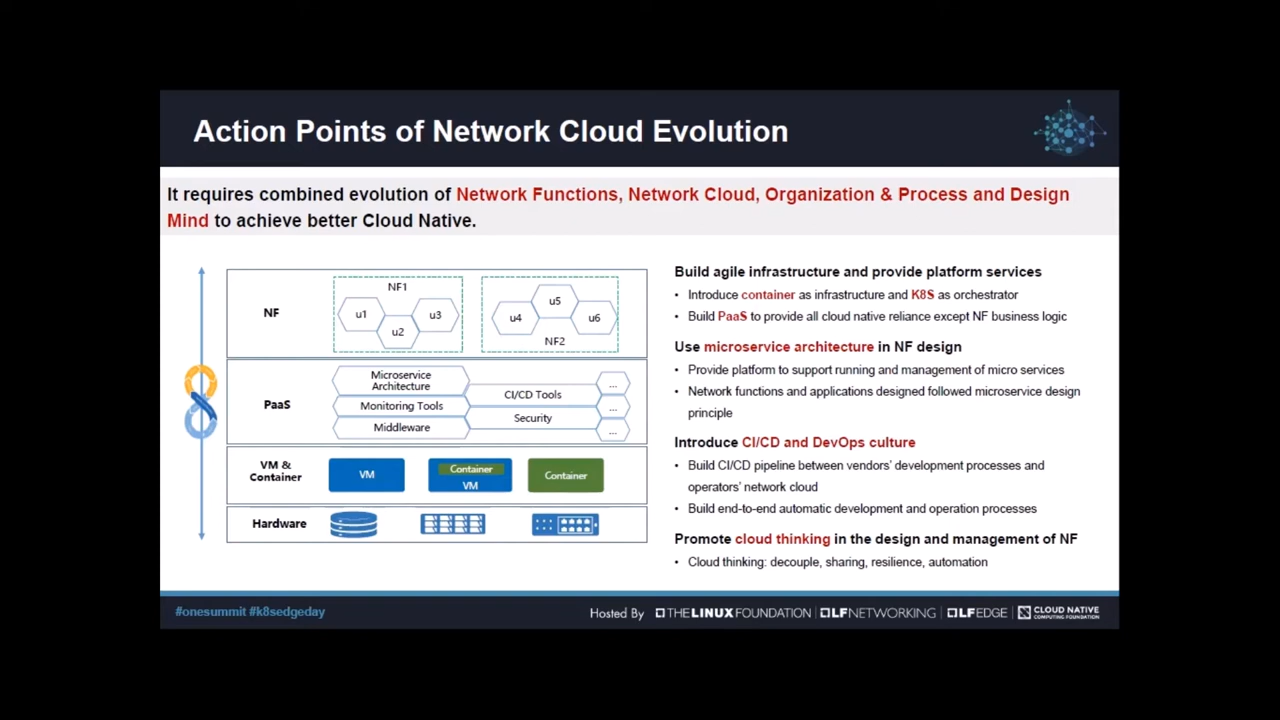 Action Points of Network Cloud Evolution
It requires combined evolution of Network Functions, Network Cloud, Organization & Process and Design
Mind to achieve better Cloud Native.
NF
NF1
u1
u2
u3
u4
u5
u6
NF2
PaaS
Microservice
Architecture
Monitoring Tools
Middleware
CI/CD Tools
Security
...
...
...
VM &
Container
VM
Container
VM
Container
Hardware
Build agile infrastructure and provide platform services
• Introduce container as infrastructure and K8S as orchestrator
• Build PaaS to provide all cloud native reliance except NF business logic
Use microservice architecture in NF design
• Provide platform to support running and management of micro services
• Network functions and applications designed followed microservice design
principle
Introduce CI/CD and DevOps culture
• Build CI/CD pipeline between vendors' development processes and
operators' network cloud
• Build end-to-end automatic development and operation processes
Promote cloud thinking in the design and management of NF
• Cloud thinking: decouple, sharing, resilience, automation
#onesummit #k8sedgeday
Hosted By THE LINUX FOUNDATION | LF NETWORKING | LF EDGE | CLOUD NATIVE
COMPUTING FOUNDATION